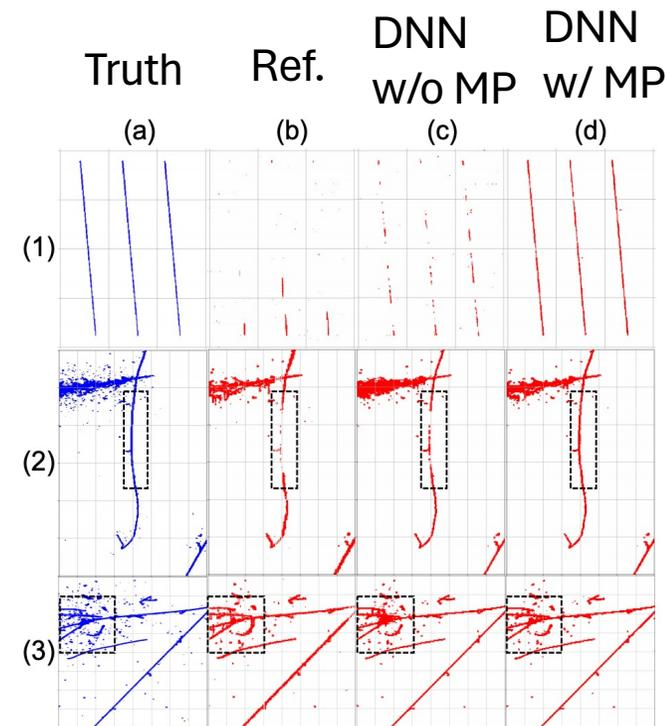 Truth
Ref.
DNN
w/o MP
DNN
w/ MP
(a)
(b)
(c)
(d)
(1)
(2)
(3)